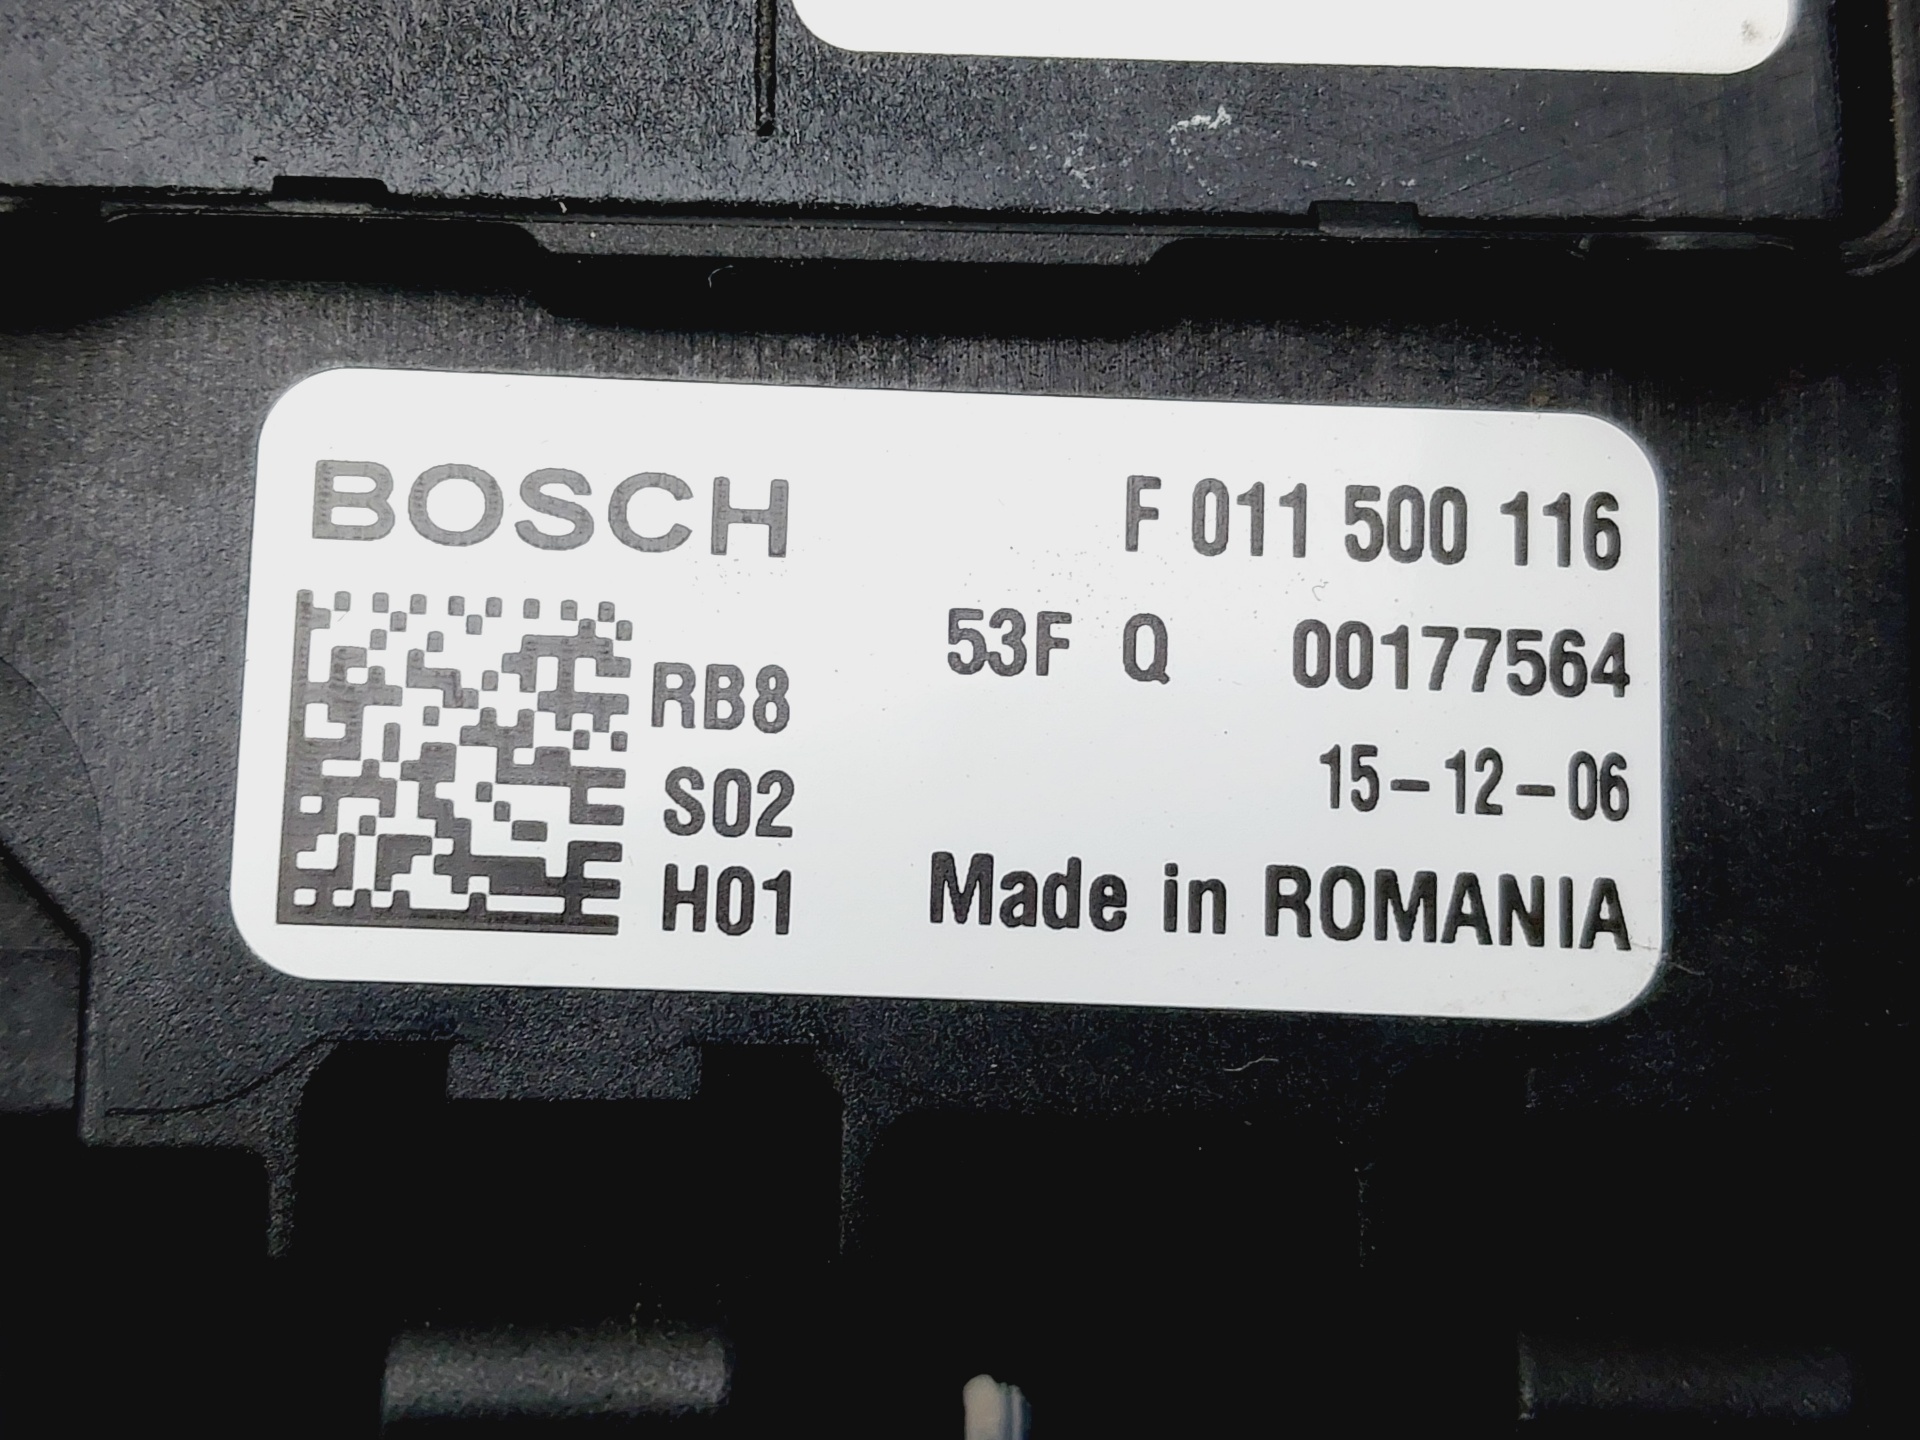 BOSCH F 011 500 116
RB8 53F Q 00177564
S02 15-12-06
H01 Made in ROMANIA